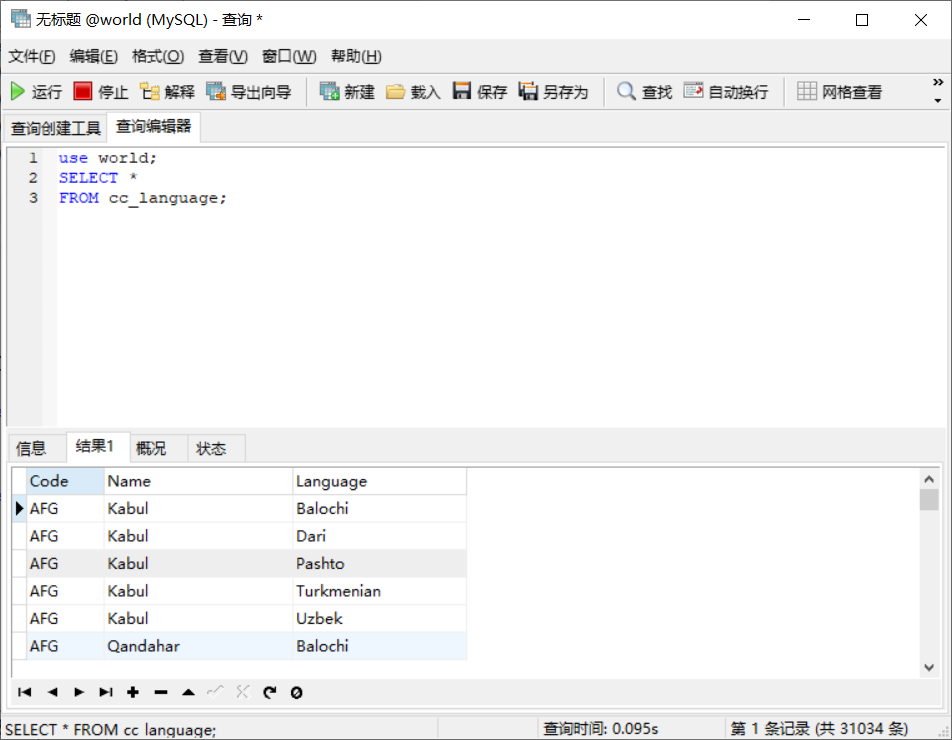 无标题 @world (MySQL) - 查询 *
文件(F) 编辑(E) 格式(O) 查看(V) 窗口(W) 帮助(H)
运行 停止 解释 导出向导 新建 载入 保存 另存为 查找 自动换行 网格查看 »
查询创建工具 查询编辑器
1 use world;
2 SELECT *
3 FROM cc_language;
信息 结果1 概况 状态
Code Name Language
AFG Kabul Balochi
AFG Kabul Dari
AFG Kabul Pashto
AFG Kabul Turkmenian
AFG Kabul Uzbek
AFG Qandahar Balochi
SELECT * FROM cc_language; 查询时间: 0.095s 第 1 条记录 (共 31034 条)